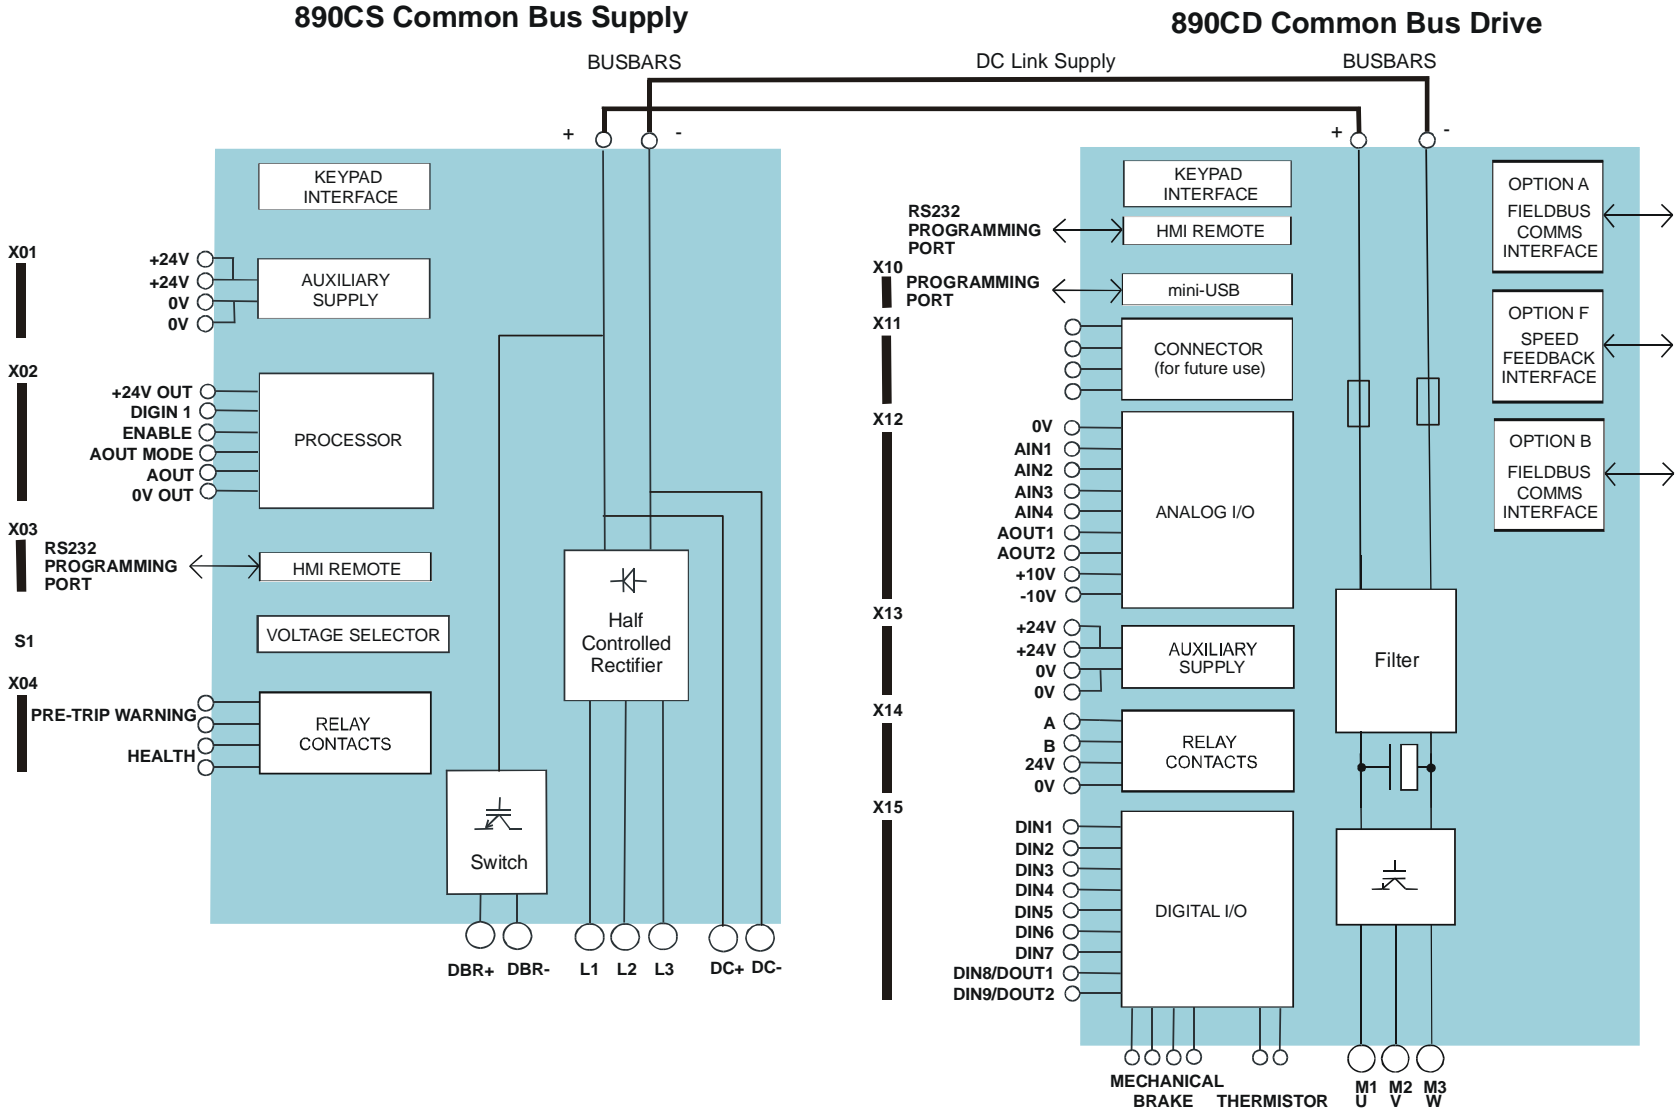 890CS Common Bus Supply
BUSBARS
+
-
KEYPAD
INTERFACE
X01
+24V
+24V
0V
0V
AUXILIARY
SUPPLY
X02
+24V OUT
DIGIN 1
ENABLE
AOUT MODE
AOUT
0V OUT
PROCESSOR
X03
RS232
PROGRAMMING
PORT
HMI REMOTE
S1
VOLTAGE SELECTOR
X04
PRE-TRIP WARNING
HEALTH
RELAY
CONTACTS
Half
Controlled
Rectifier
Switch
DBR+
DBR-
L1
L2
L3
DC+
DC-
DC Link Supply
890CD Common Bus Drive
BUSBARS
+
-
KEYPAD
INTERFACE
RS232
PROGRAMMING
PORT
HMI REMOTE
X10
PROGRAMMING
PORT
mini-USB
X11
CONNECTOR
(for future use)
X12
0V
AIN1
AIN2
AIN3
AIN4
AOUT1
AOUT2
+10V
-10V
ANALOG I/O
X13
+24V
+24V
0V
0V
AUXILIARY
SUPPLY
X14
A
B
24V
0V
RELAY
CONTACTS
X15
DIN1
DIN2
DIN3
DIN4
DIN5
DIN6
DIN7
DIN8/DOUT1
DIN9/DOUT2
DIGITAL I/O
MECHANICAL
BRAKE
THERMISTOR
Filter
M1
U
M2
V
M3
W
OPTION A
FIELDBUS
COMMS
INTERFACE
OPTION F
SPEED
FEEDBACK
INTERFACE
OPTION B
FIELDBUS
COMMS
INTERFACE